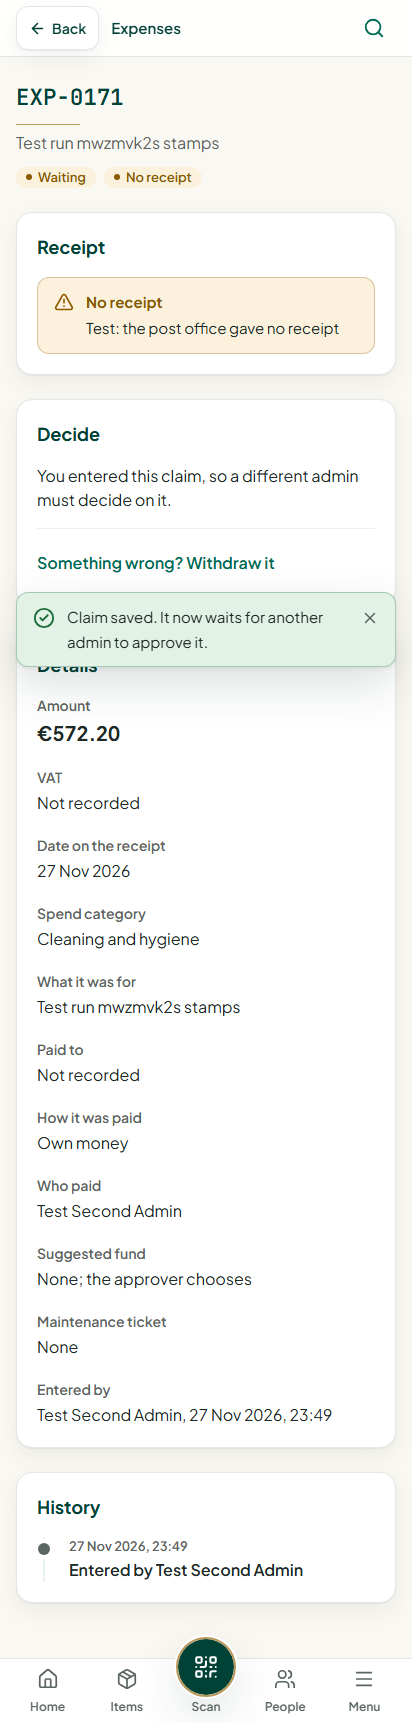 Back
Expenses
EXP-0171
Test run mwzmvk2s stamps
Waiting
No receipt
Receipt
No receipt
Test: the post office gave no receipt
Decide
You entered this claim, so a different admin
must decide on it.
Something wrong? Withdraw it
Claim saved. It now waits for another
admin to approve it.
Details
Amount
€572.20
VAT
Not recorded
Date on the receipt
27 Nov 2026
Spend category
Cleaning and hygiene
What it was for
Test run mwzmvk2s stamps
Paid to
Not recorded
How it was paid
Own money
Who paid
Test Second Admin
Suggested fund
None; the approver chooses
Maintenance ticket
None
Entered by
Test Second Admin, 27 Nov 2026, 23:49
History
27 Nov 2026, 23:49
Entered by Test Second Admin
Home
Items
Scan
People
Menu